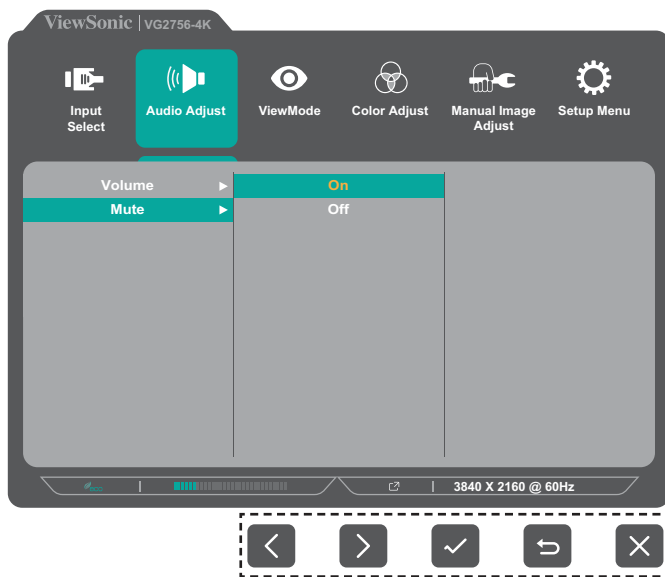 ViewSonic | VG2756-4K
Input Select
Audio Adjust
ViewMode
Color Adjust
Manual Image Adjust
Setup Menu
Volume
On
Mute
Off
3840 X 2160 @ 60Hz